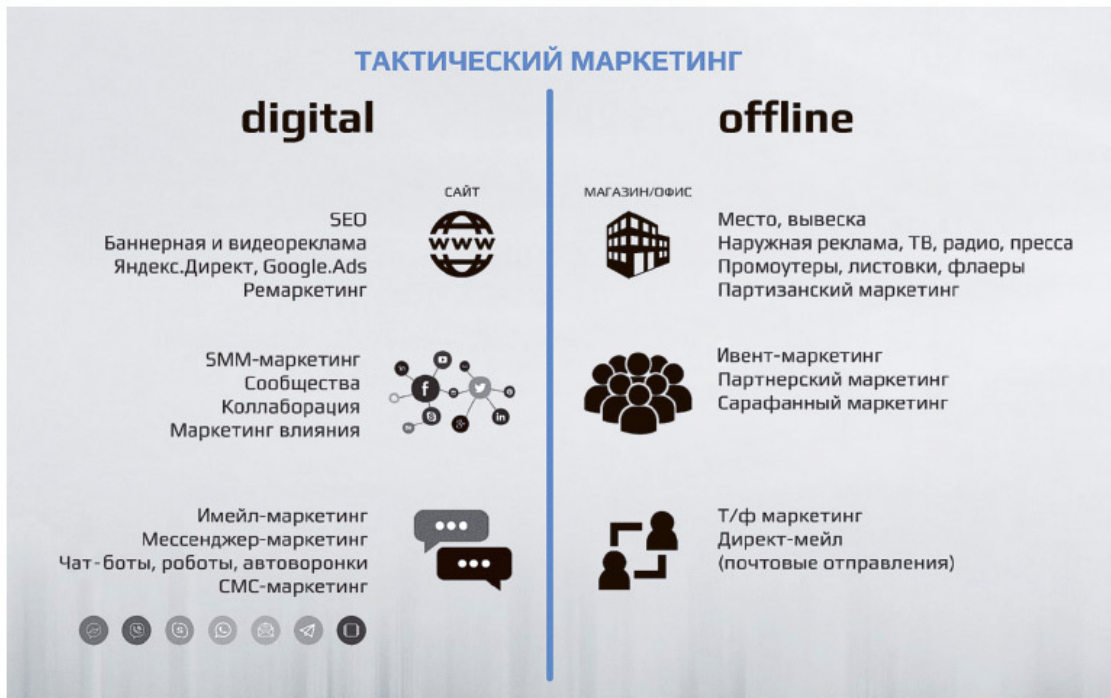 ТАКТИЧЕСКИЙ МАРКЕТИНГ
digital
САЙТ
SEO
Баннерная и видеореклама
Яндекс.Директ, Google.Ads
Ремаркетинг
www
SMM-маркетинг
Сообщества
Коллаборация
Маркетинг влияния
f
in
Имейл-маркетинг
Мессенджер-маркетинг
Чат-боты, роботы, автоворонки
СМС-маркетинг
offline
МАГАЗИН/ОФИС
Место, вывеска
Наружная реклама, ТВ, радио, пресса
Промоутеры, листовки, флаеры
Партизанский маркетинг
Ивент-маркетинг
Партнерский маркетинг
Сарафанный маркетинг
Т/ф маркетинг
Директ-мейл
(почтовые отправления)